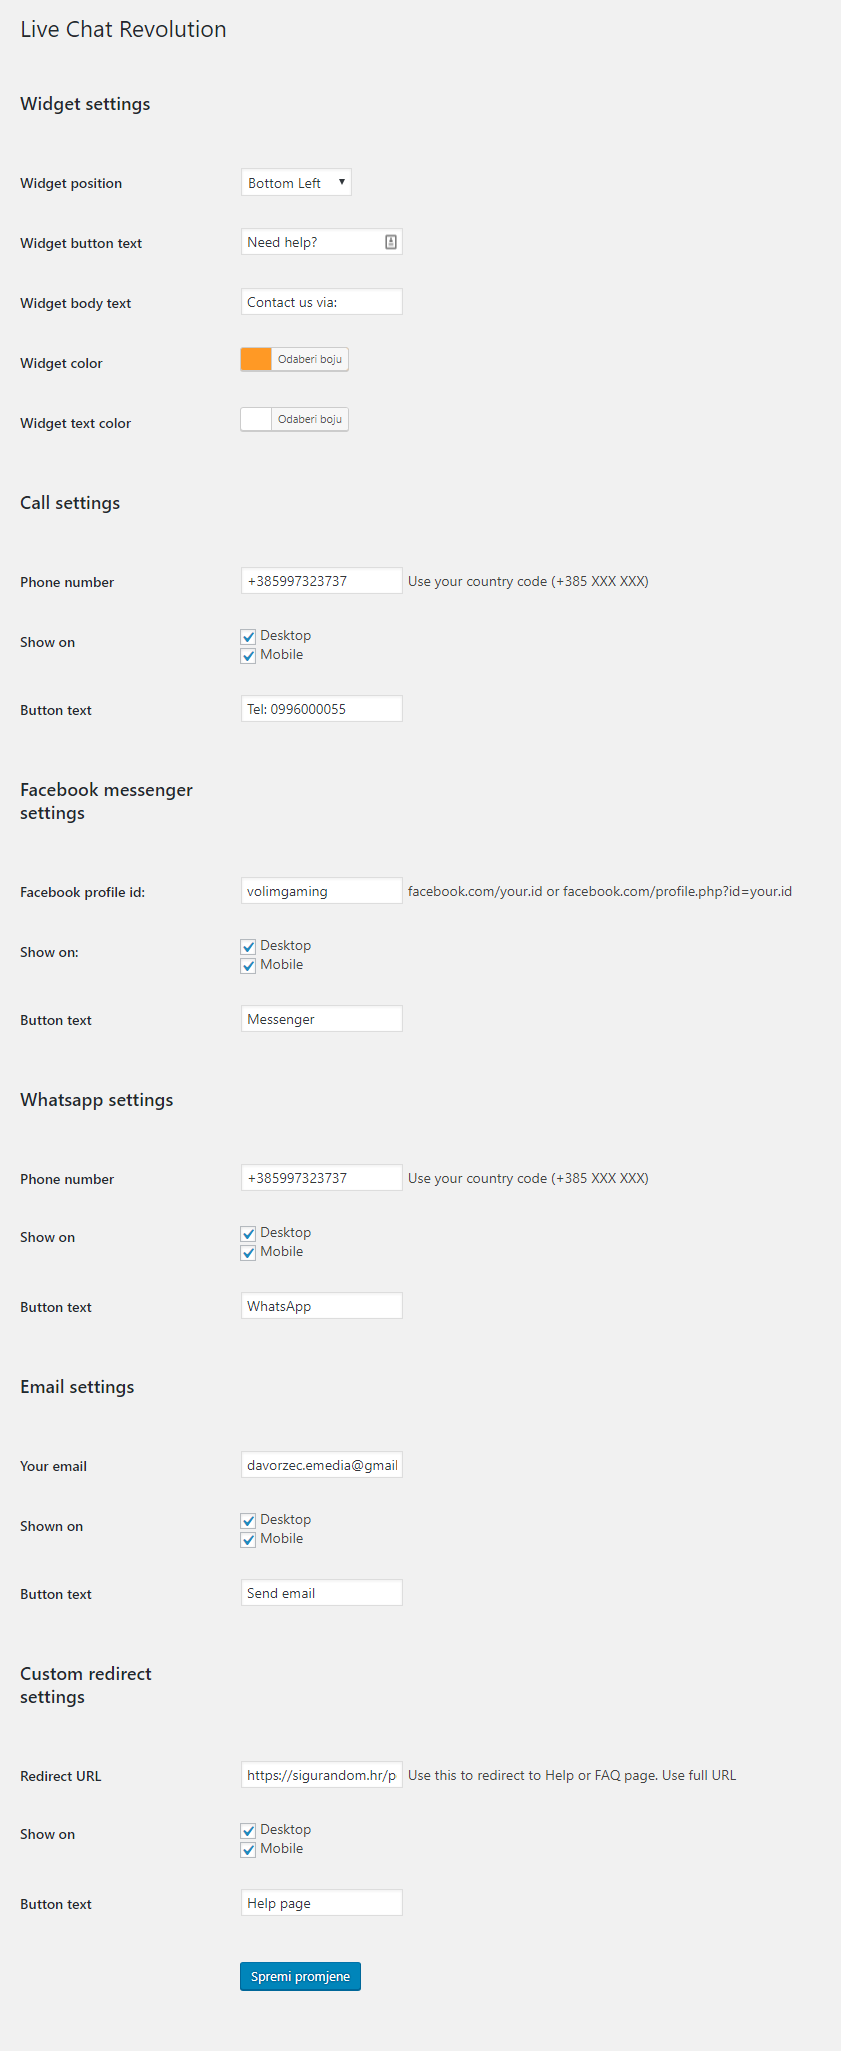 Live Chat Revolution
Widget settings
Widget position Bottom Left
Widget button text Need help?
Widget body text Contact us via:
Widget color Odaberi boju
Widget text color Odaberi boju
Call settings
Phone number +385997323737 Use your country code (+385 XXX XXX)
Show on Desktop
Mobile
Button text Tel: 0996000055
Facebook messenger
settings
Facebook profile id: volimgaming facebook.com/your.id or facebook.com/profile.php?id=your.id
Show on: Desktop
Mobile
Button text Messenger
Whatsapp settings
Phone number +385997323737 Use your country code (+385 XXX XXX)
Show on Desktop
Mobile
Button text WhatsApp
Email settings
Your email davorzec.emedia@gmail
Shown on Desktop
Mobile
Button text Send email
Custom redirect
settings
Redirect URL https://sigurandom.hr/p Use this to redirect to Help or FAQ page. Use full URL
Show on Desktop
Mobile
Button text Help page
Spremi promjene